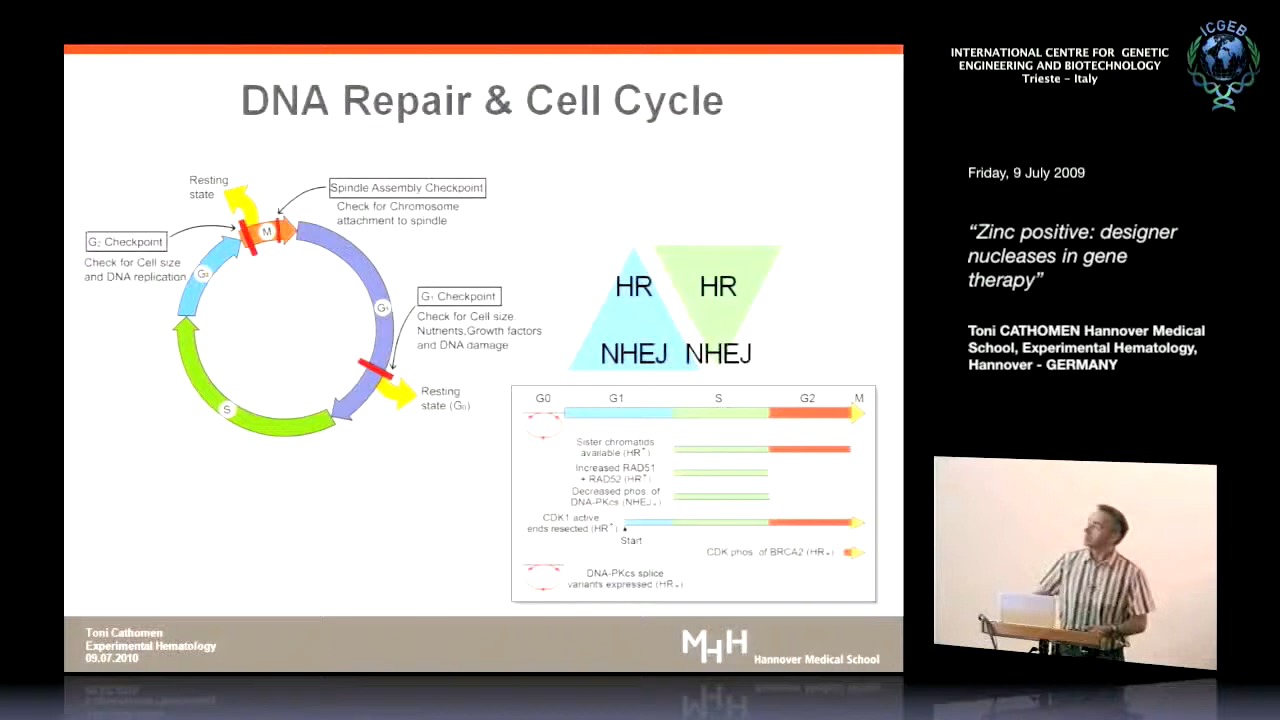 DNA Repair & Cell Cycle
Resting
state
Spindle Assembly Checkpoint
Check for Chromosome
attachment to spindle
M
G2 Checkpoint
Check for Cell size
and DNA replication
G2
G1
G1 Checkpoint
Check for Cell size.
Nutrients,Growth factors
and DNA damage
Resting
state (G0)
S
HR
HR
NHEJ
NHEJ
G0 G1 S G2 M
Sister chromatids
available (HR+)
Increased RAD51
+ RAD52 (HR+)
Decreased phos. of
DNA-PKcs (NHEJ-)
CDK1 active
ends resected (HR+)
Start
CDK phos. of BRCA2 (HR-)
DNA-PKcs splice
variants expressed (HR-)
Toni Cathomen
Experimental Hematology
09.07.2010
MHH
Hannover Medical School
INTERNATIONAL CENTRE FOR GENETIC
ENGINEERING AND BIOTECHNOLOGY
Trieste - Italy
ICGEB
Friday, 9 July 2009
“Zinc positive: designer
nucleases in gene
therapy”
Toni CATHOMEN Hannover Medical
School, Experimental Hematology,
Hannover - GERMANY